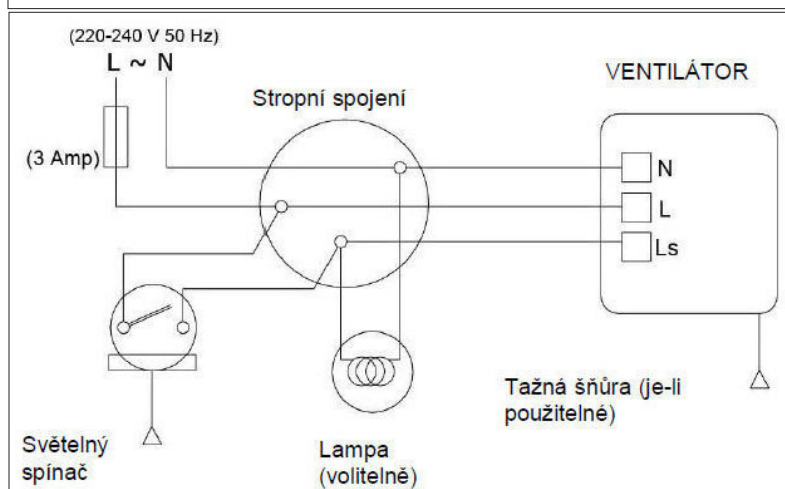 (220-240 V 50 Hz)
L ~ N
VENTILÁTOR
Stropní spojení
(3 Amp)
N
L
Ls
Tažná šňůra (je-li
použitelné)
Světelný
spínač
Lampa
(volitelně)